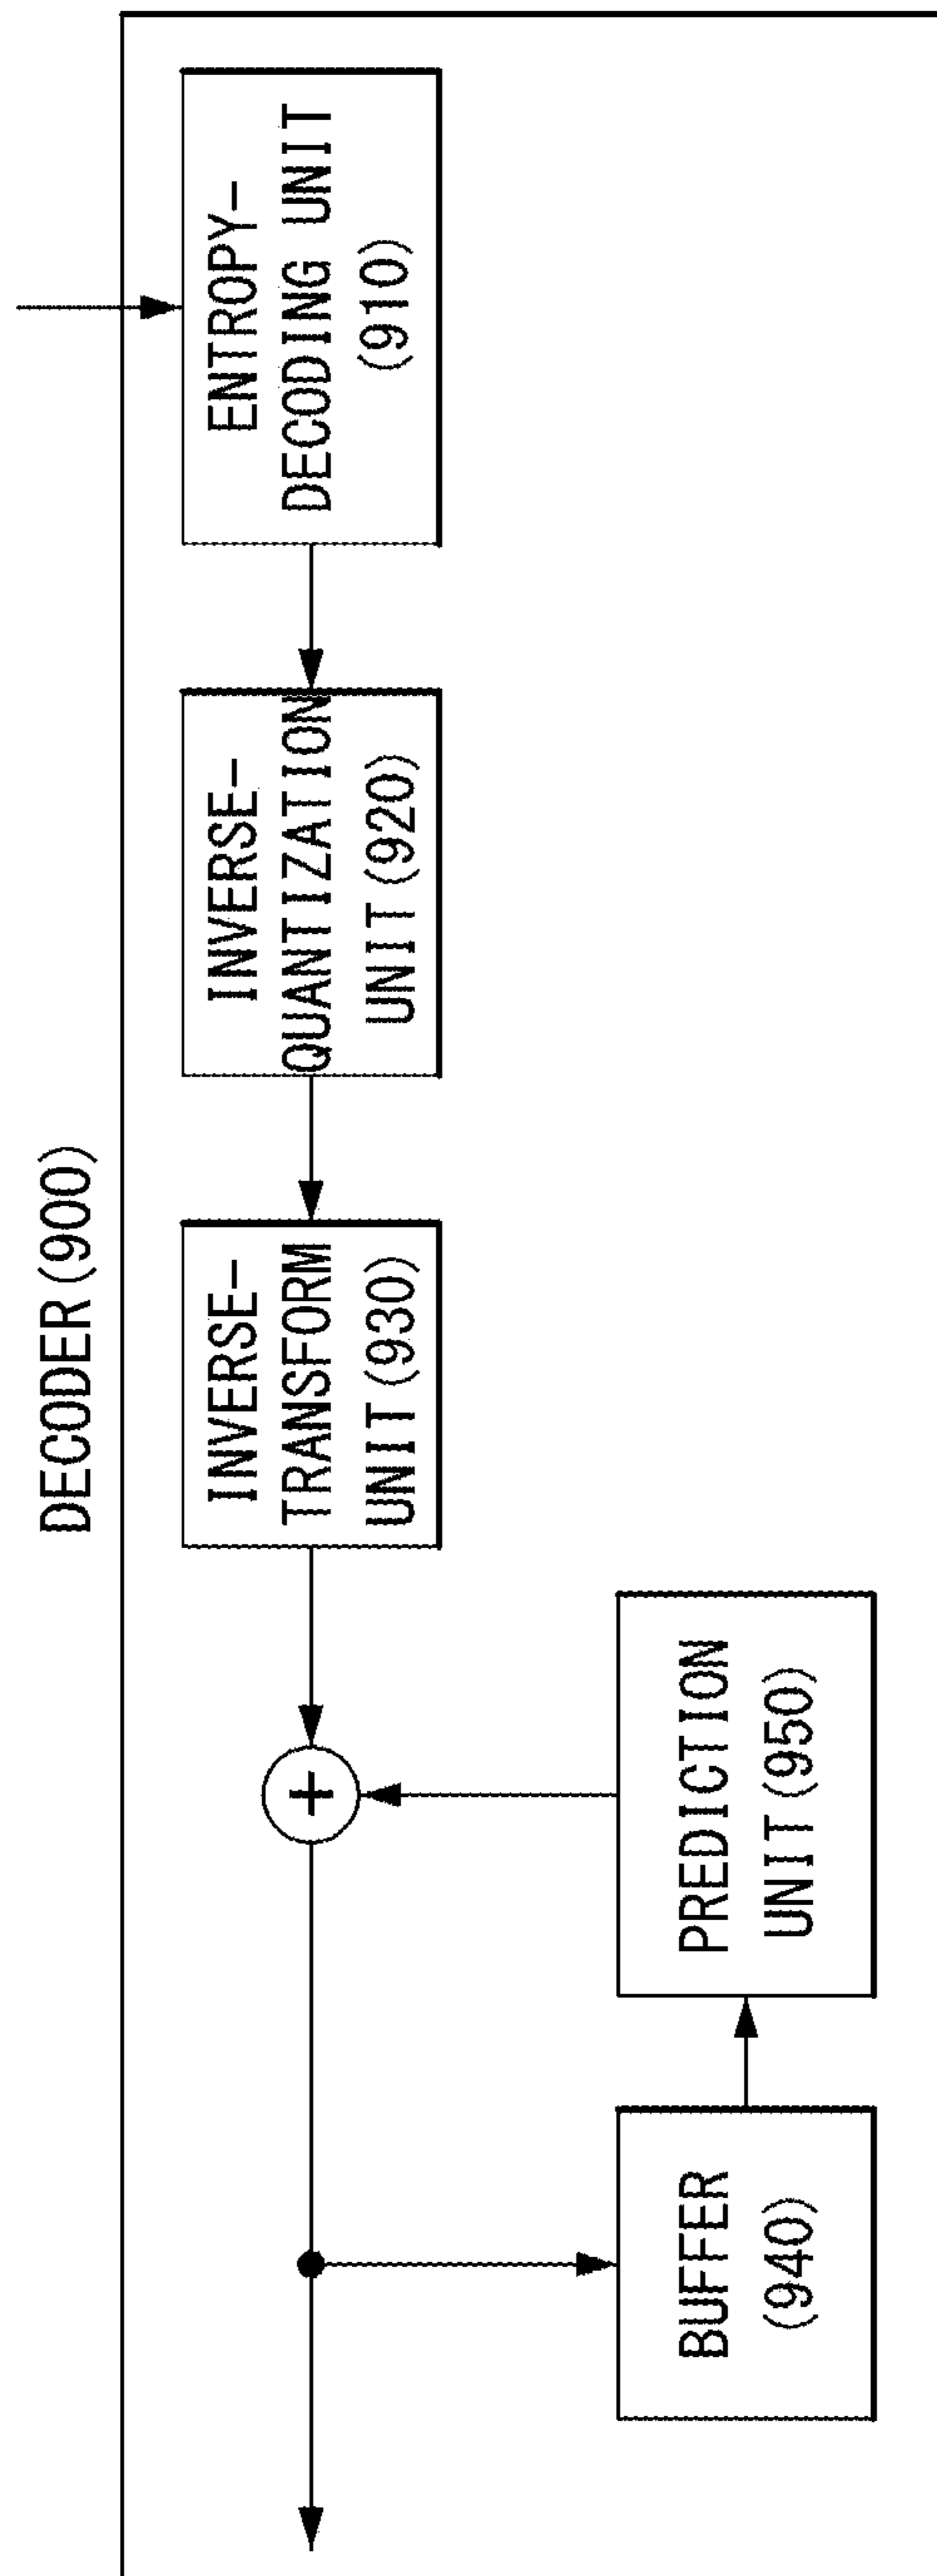 DECODER(900)
ENTROPY-
DECODING UNIT
(910)
INVERSE-
QUANTIZATION
UNIT(920)
INVERSE-
TRANSFORM
UNIT(930)
+
PREDICTION
UNIT(950)
BUFFER
(940)